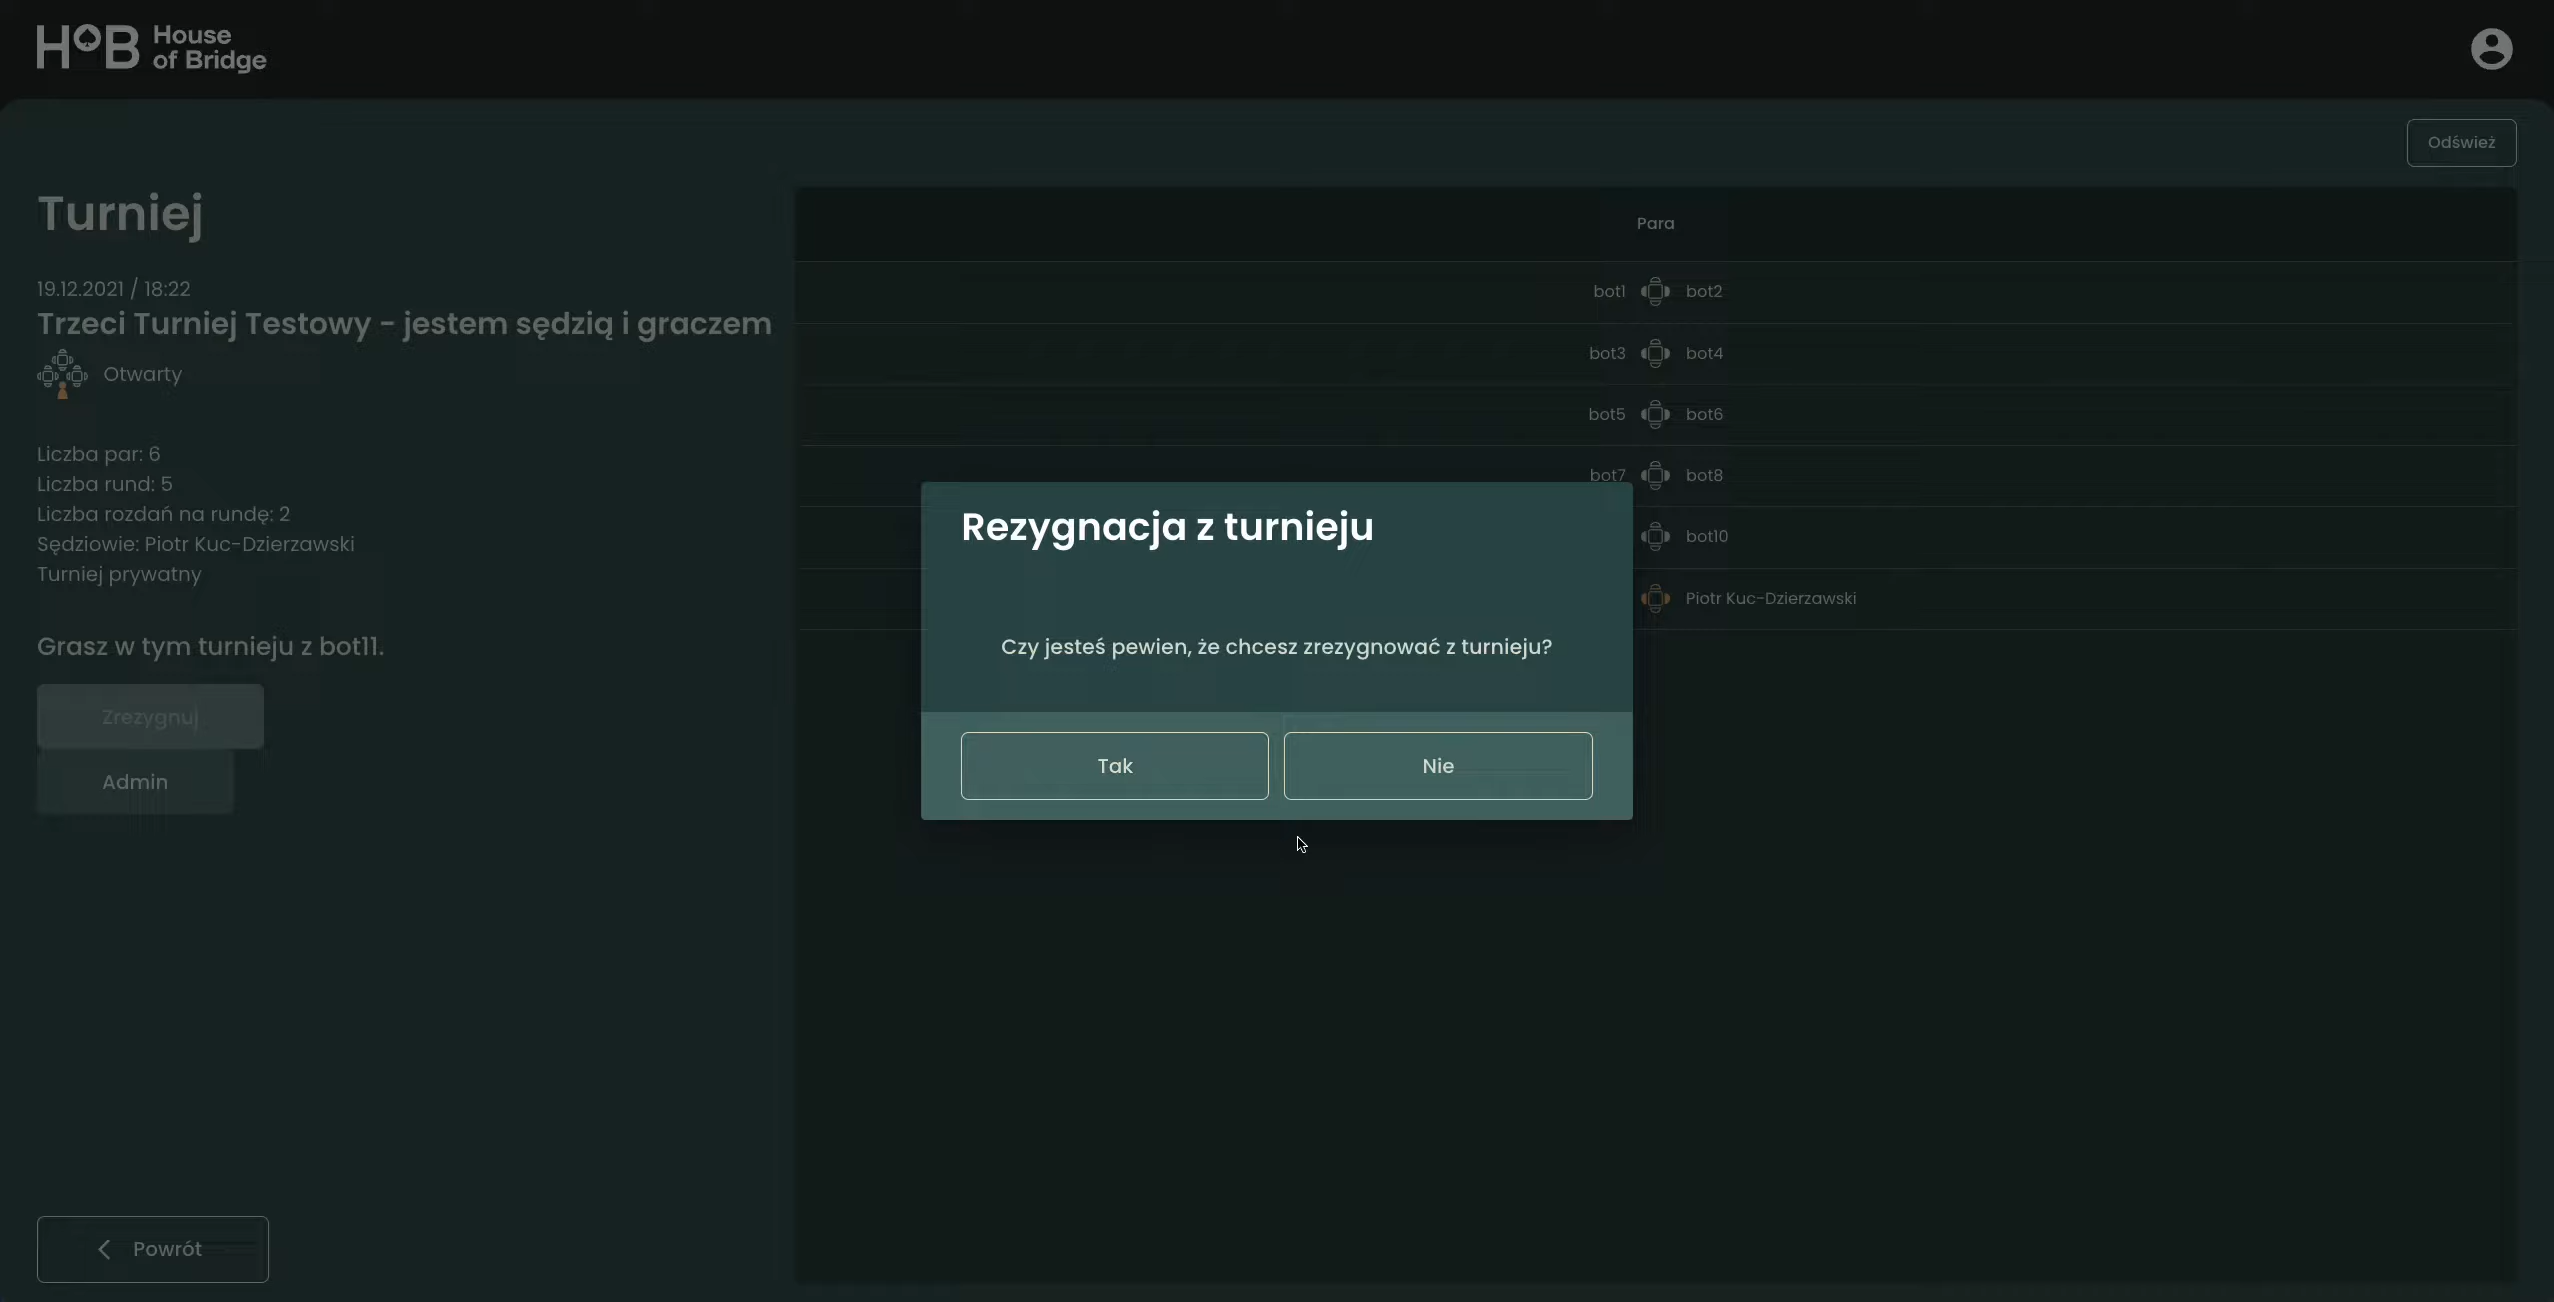 HOB House
of Bridge
Odśwież
Turniej
19.12.2021 / 18:22
Trzeci Turniej Testowy - jestem sędzią i graczem
Otwarty
Liczba par: 6
Liczba rund: 5
Liczba rozdań na rundę: 2
Sędziowie: Piotr Kuc-Dzierzawski
Turniej prywatny
Grasz w tym turnieju z bot11.
Zrezygnuj
Admin
Powrót
Para
bot1 bot2
bot3 bot4
bot5 bot6
bot7 bot8
bot10
Piotr Kuc-Dzierzawski
Rezygnacja z turnieju
Czy jesteś pewien, że chcesz zrezygnować z turnieju?
Tak Nie